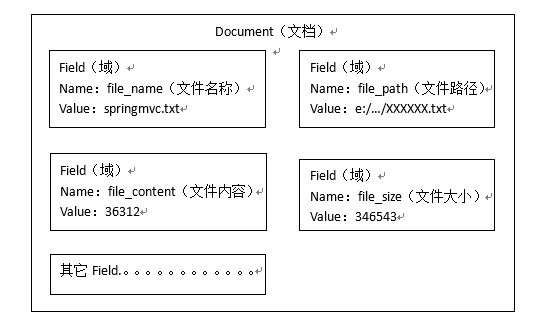 Document（文档）
Field（域）
Name：file_name（文件名称）
Value：springmvc.txt
Field（域）
Name：file_path（文件路径）
Value：e:/…/XXXXXX.txt
Field（域）
Name：file_content（文件内容）
Value：36312
Field（域）
Name：file_size（文件大小）
Value：346543
其它 Field.。。。。。。。。。。。。